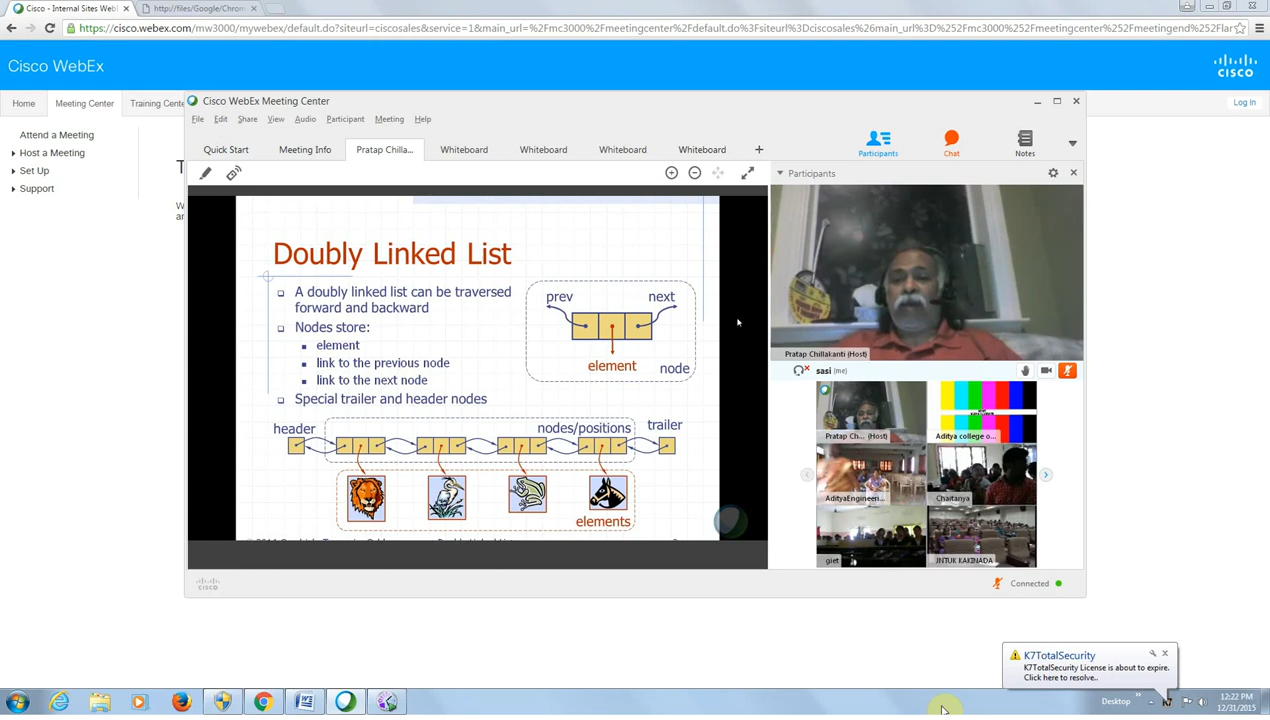 Cisco - Internal Sites Web
http://files/Google/Chrom
https://cisco.webex.com/mw3000/mywebex/default.do?siteurl=ciscosales&service=1&main_url=%2Fmc3000%2Fmeetingcenter%2Fdefault.do%3Fsiteurl%3Dciscosales%26main_url%3D%252Fmc3000%252Fmeetingcenter%252Fmeetingend%252Flar
Cisco WebEx
CISCO
Home
Meeting Center
Training Cente
Log In
Attend a Meeting
Host a Meeting
Set Up
Support
Cisco WebEx Meeting Center
File Edit Share View Audio Participant Meeting Help
Quick Start
Meeting Info
Pratap Chilla...
Whiteboard
Whiteboard
Whiteboard
Whiteboard
Participants
Chat
Notes
Participants
Doubly Linked List
A doubly linked list can be traversed
forward and backward
Nodes store:
element
link to the previous node
link to the next node
Special trailer and header nodes
prev
next
element
node
header
nodes/positions
trailer
elements
Pratap Chillakanti (Host)
sasi (me)
Pratap Ch... (Host)
Aditya college o...
AdityaEngineeri...
Chaitanya
giet
JNTUK KAKINADA
CISCO
Connected
K7TotalSecurity
K7TotalSecurity License is about to expire.
Click here to resolve..
Desktop
12:22 PM
12/31/2015